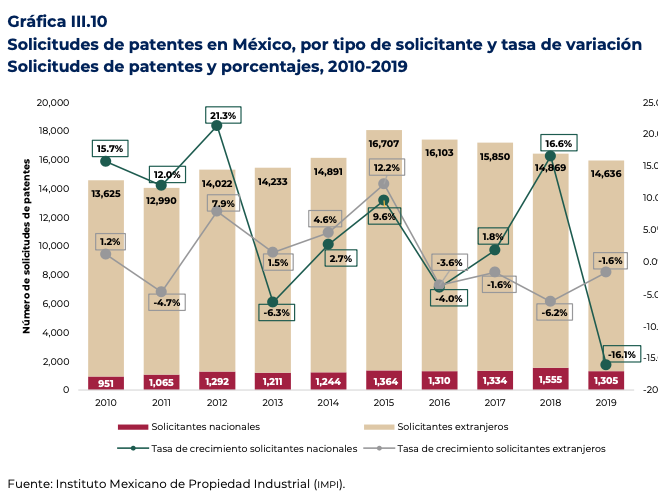 Gráfica III.10
Solicitudes de patentes en México, por tipo de solicitante y tasa de variación
Solicitudes de patentes y porcentajes, 2010-2019
Número de solicitudes de patentes
20,000
18,000
16,000
14,000
12,000
10,000
8,000
6,000
4,000
2,000
0
25.0
20.0
15.0
10.0
5.0%
0.0%
-5.0
-10.
-15.
-20
15.7% 12.0% 21.3% -6.3% 2.7% 9.6% -4.0% 1.8% 16.6% -16.1%
13,625 12,990 14,022 14,233 14,891 16,707 16,103 15,850 14,869 14,636
1.2% -4.7% 7.9% 1.5% 4.6% 12.2% -3.6% -1.6% -6.2% -1.6%
951 1,065 1,292 1,211 1,244 1,364 1,310 1,334 1,555 1,305
2010 2011 2012 2013 2014 2015 2016 2017 2018 2019
Solicitantes nacionales Solicitantes extranjeros
Tasa de crecimiento solicitantes nacionales Tasa de crecimiento solicitantes extranjeros
Fuente: Instituto Mexicano de Propiedad Industrial (IMPI).